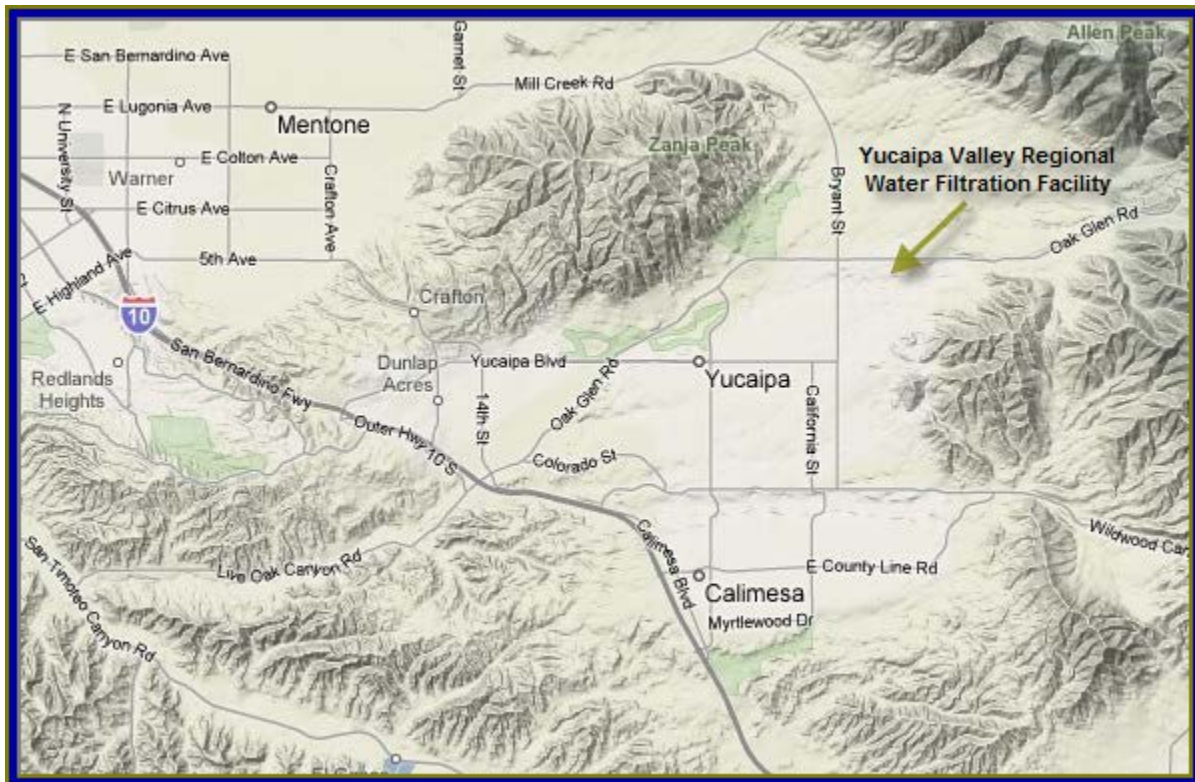 E San Bernardino Ave
Garnet St
Allen Peak
Mill Creek Rd
E Lugonia Ave
Mentone
N University St
E Colton Ave
Warner
Crafton Ave
Zanja Peak
Yucaipa Valley Regional
Water Filtration Facility
Bryant St
E Citrus Ave
Oak Glen Rd
5th Ave
E Highland Ave
Crafton
10
San Bernardino Fwy
Redlands
Heights
Dunlap
Acres
Yucaipa Blvd
Yucaipa
14th St
Oak Glen Rd
California St
Outer Hwy 10 S
Colorado St
Calimesa Blvd
Wildwood Can
San Timoteo Canyon Rd
Live Oak Canyon Rd
E County Line Rd
Calimesa
Myrtlewood Dr